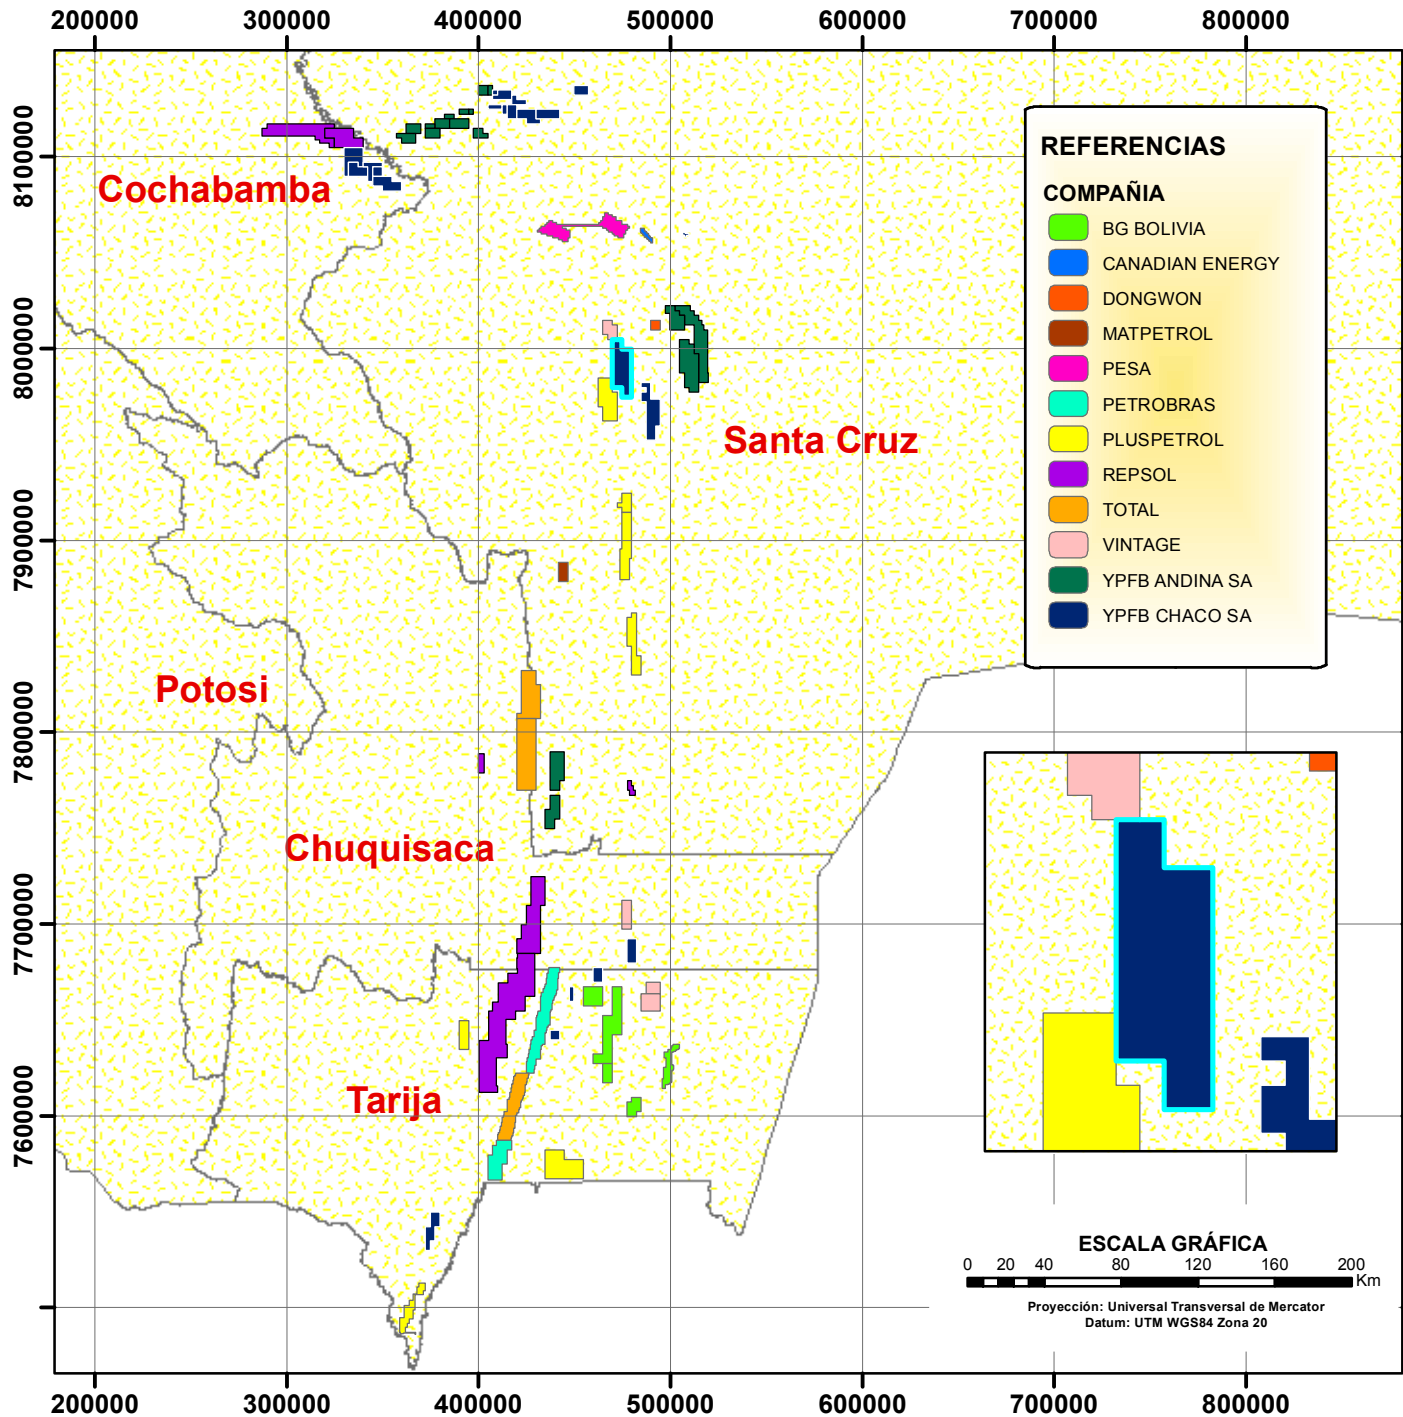 200000 300000 400000 500000 600000 700000 800000
8100000
8000000
7900000
7800000
7700000
7600000
Cochabamba
Santa Cruz
Potosi
Chuquisaca
Tarija
REFERENCIAS
COMPAÑIA
BG BOLIVIA
CANADIAN ENERGY
DONGWON
MATPETROL
PESA
PETROBRAS
PLUSPETROL
REPSOL
TOTAL
VINTAGE
YPFB ANDINA SA
YPFB CHACO SA
ESCALA GRÁFICA
0 20 40 80 120 160 200
Km
Proyección: Universal Transversal de Mercator
Datum: UTM WGS84 Zona 20
200000 300000 400000 500000 600000 700000 800000